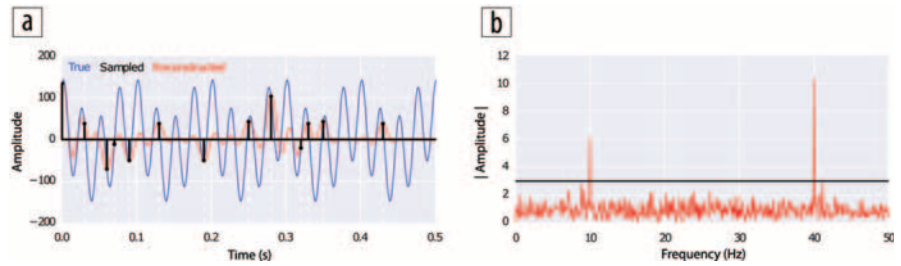 a
True Sampled Reconstructed
200
100
0
−100
−200
Amplitude
0.0 0.1 0.2 0.3 0.4 0.5
Time (s)
b
12
10
8
6
4
2
0
| Amplitude |
0 10 20 30 40 50
Frequency (Hz)